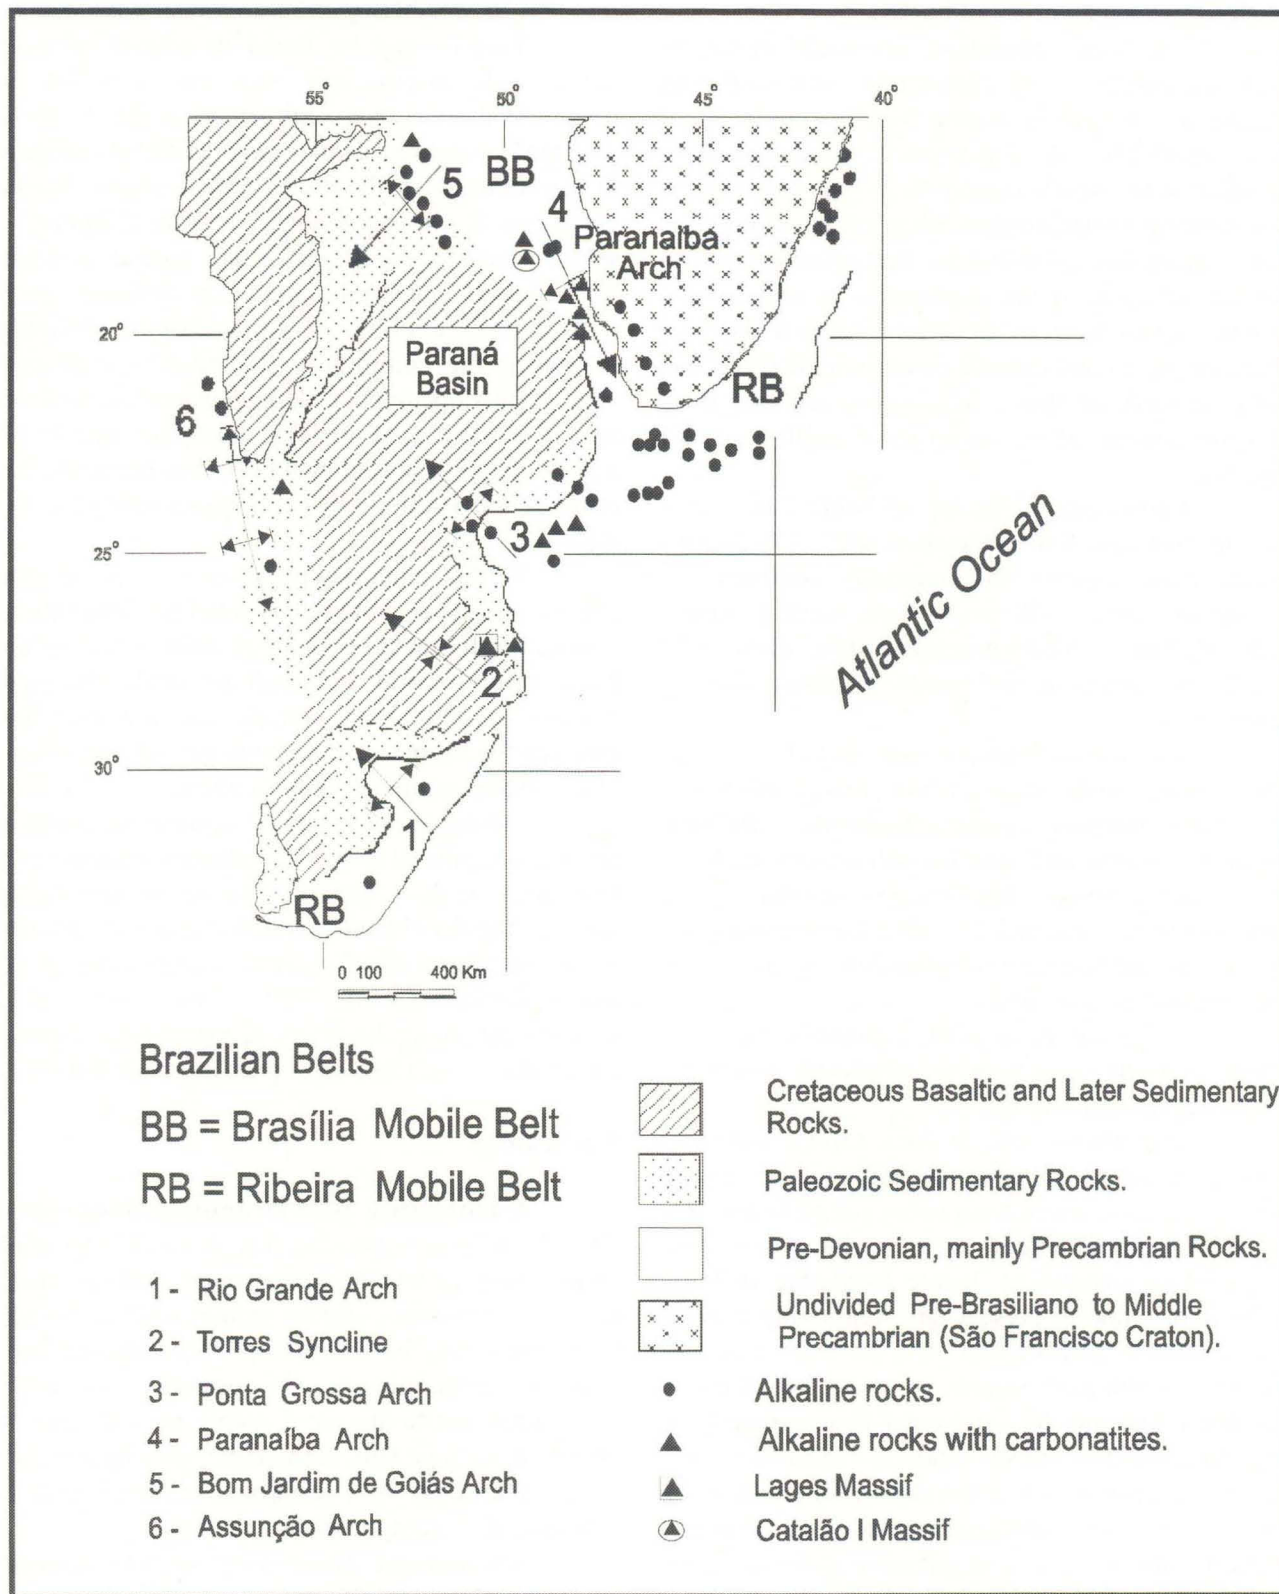 55° 50° 45° 40°
BB
5
4
Paranaíba
Arch
20°
Paraná
Basin
RB
6
3
25°
Atlantic Ocean
2
30°
1
RB
0 100 400 Km
Brazilian Belts
BB = Brasília Mobile Belt
RB = Ribeira Mobile Belt
1 - Rio Grande Arch
2 - Torres Syncline
3 - Ponta Grossa Arch
4 - Paranaíba Arch
5 - Bom Jardim de Goiás Arch
6 - Assunção Arch
Cretaceous Basaltic and Later Sedimentary
Rocks.
Paleozoic Sedimentary Rocks.
Pre-Devonian, mainly Precambrian Rocks.
Undivided Pre-Brasiliano to Middle
Precambrian (São Francisco Craton).
Alkaline rocks.
Alkaline rocks with carbonatites.
Lages Massif
Catalão I Massif